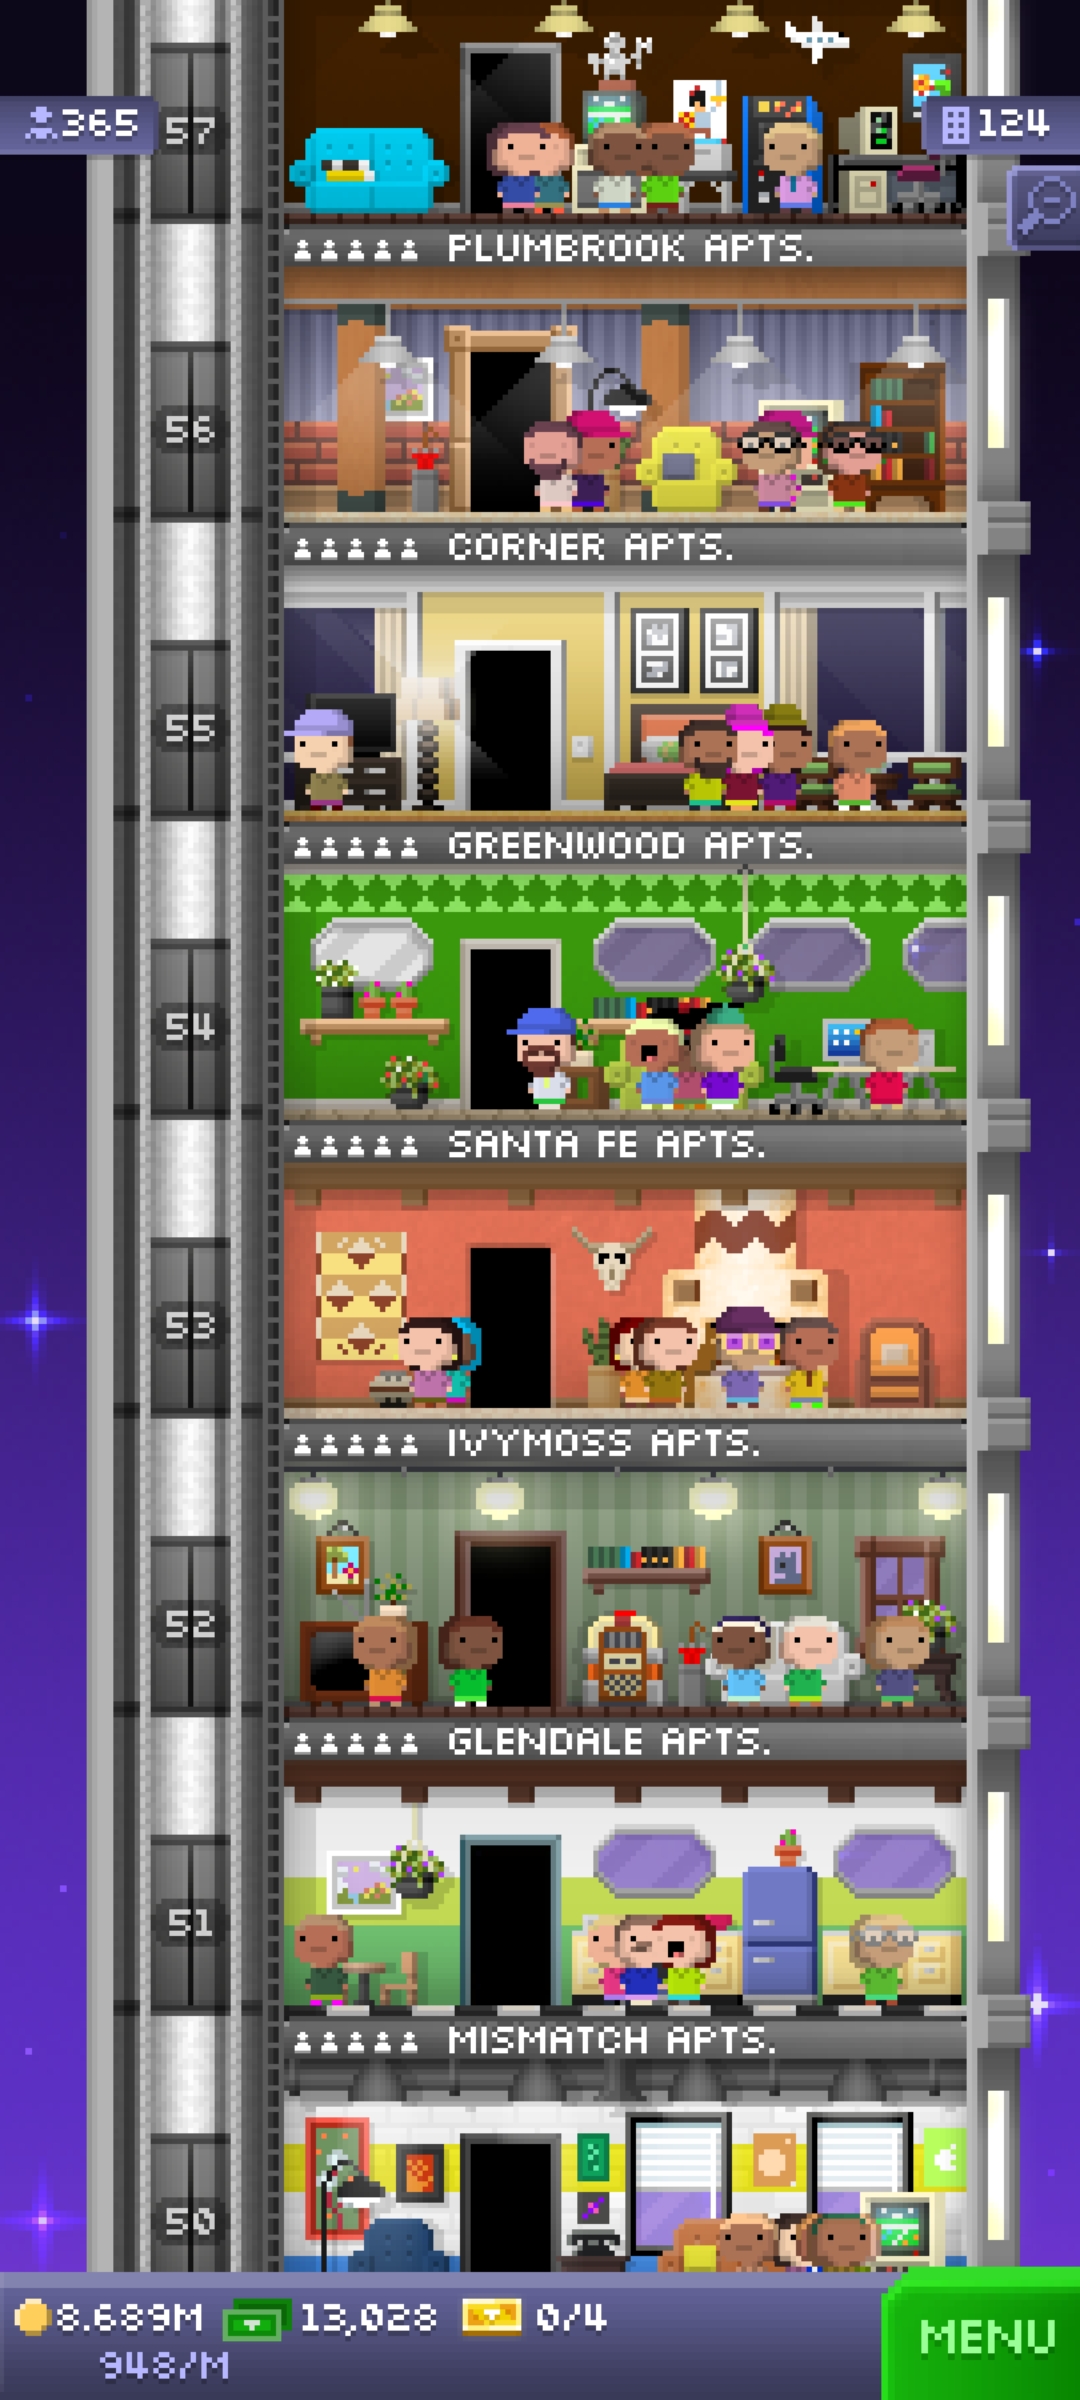 365
57
124
PLUMBROOK APTS.
56
CORNER APTS.
55
GREENWOOD APTS.
54
SANTA FE APTS.
53
IVYMOSS APTS.
52
GLENDALE APTS.
51
MISMATCH APTS.
50
8.689M 13,028 0/4
948/M
MENU